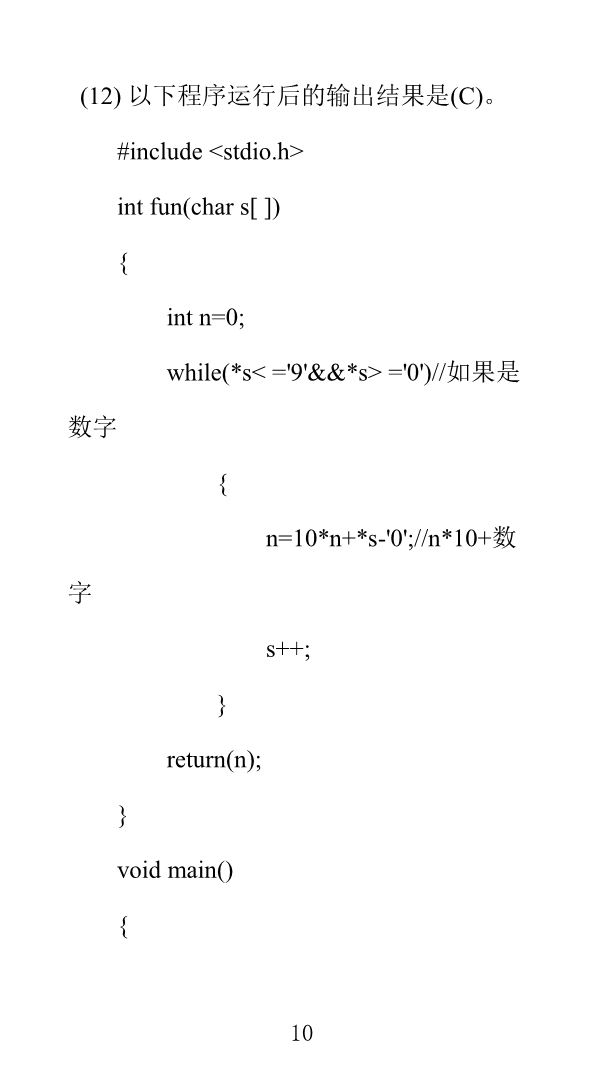 (12) 以下程序运行后的输出结果是(C)。
#include <stdio.h>
int fun(char s[ ])
{
int n=0;
while(*s< ='9'&&*s> ='0')//如果是
数字
{
n=10*n+*s-'0';//n*10+数
字
s++;
}
return(n);
}
void main()
{
10